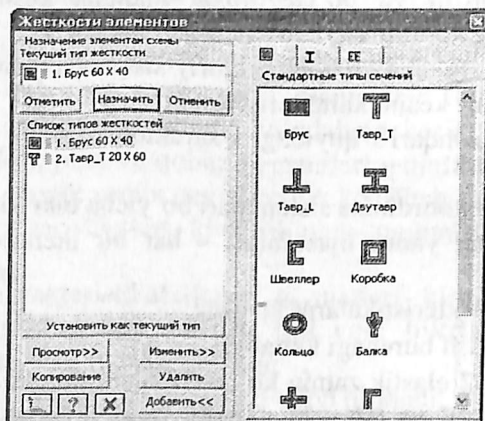 Жесткости элементов
Назначение элементам схемы
Текущий тип жесткости
1. Брус 60 X 40
Отметить Назначить Отменить
Список типов жесткостей
1. Брус 60 X 40
2. Тавр_T 20 X 60
Установить как текущий тип
Просмотр>> Изменить>>
Копирование Удалить
? Добавить<<
Стандартные типы сечений
Брус Тавр_T
Тавр_L Двутавр
Швеллер Коробка
Кольцо Балка